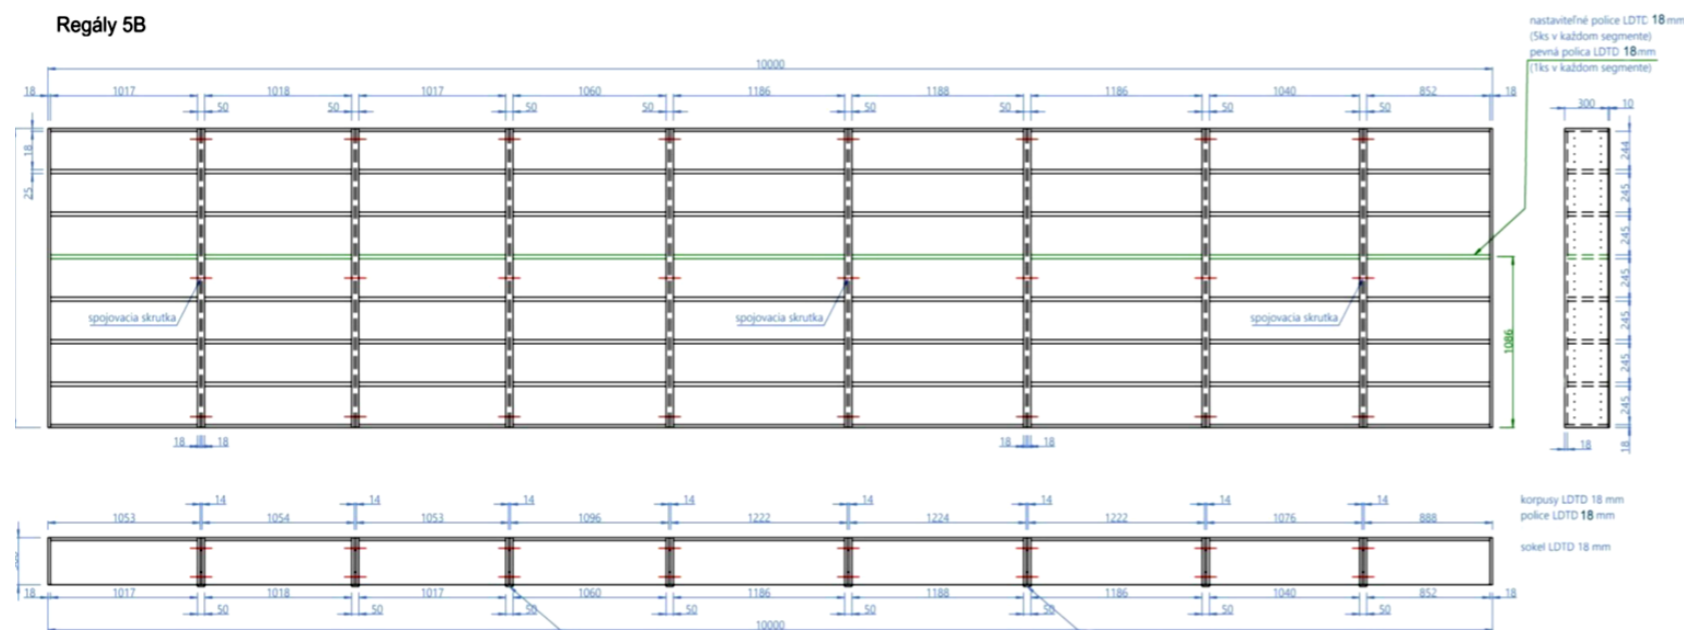 Regály 5B
nastaviteľné police LDTD 18 mm
(5ks v každom segmente)
pevná polica LDTD 18 mm
(1ks v každom segmente)
10000
18 1017 1018 1017 1060 1186 1188 1186 1040 852 18
50 50 50 50 50 50 50 50
300 10
18
25
244
245
245
245
245
245
245
18
spojovacia skrutka spojovacia skrutka spojovacia skrutka
1086
18 18 18 18
18
14 14 14 14 14 14 14 14
1053 1054 1053 1096 1222 1224 1222 1076 888
korpusy LDTD 18 mm
police LDTD 18 mm
sokel LDTD 18 mm
18 1017 1018 1017 1060 1186 1188 1186 1040 852 18
50 50 50 50 50 50 50 50
10000